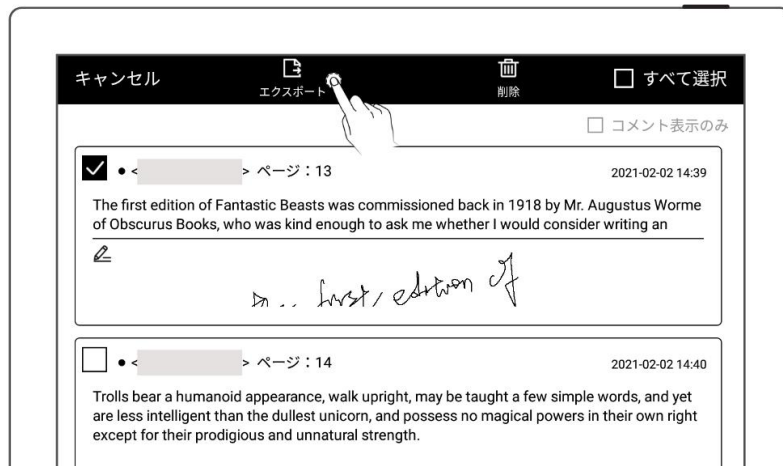 キャンセル
エクスポート
削除
すべて選択
コメント表示のみ
● < > ページ：13
2021-02-02 14:39
The first edition of Fantastic Beasts was commissioned back in 1918 by Mr. Augustus Worme
of Obscurus Books, who was kind enough to ask me whether I would consider writing an
first, edition of
● < > ページ：14
2021-02-02 14:40
Trolls bear a humanoid appearance, walk upright, may be taught a few simple words, and yet
are less intelligent than the dullest unicorn, and possess no magical powers in their own right
except for their prodigious and unnatural strength.